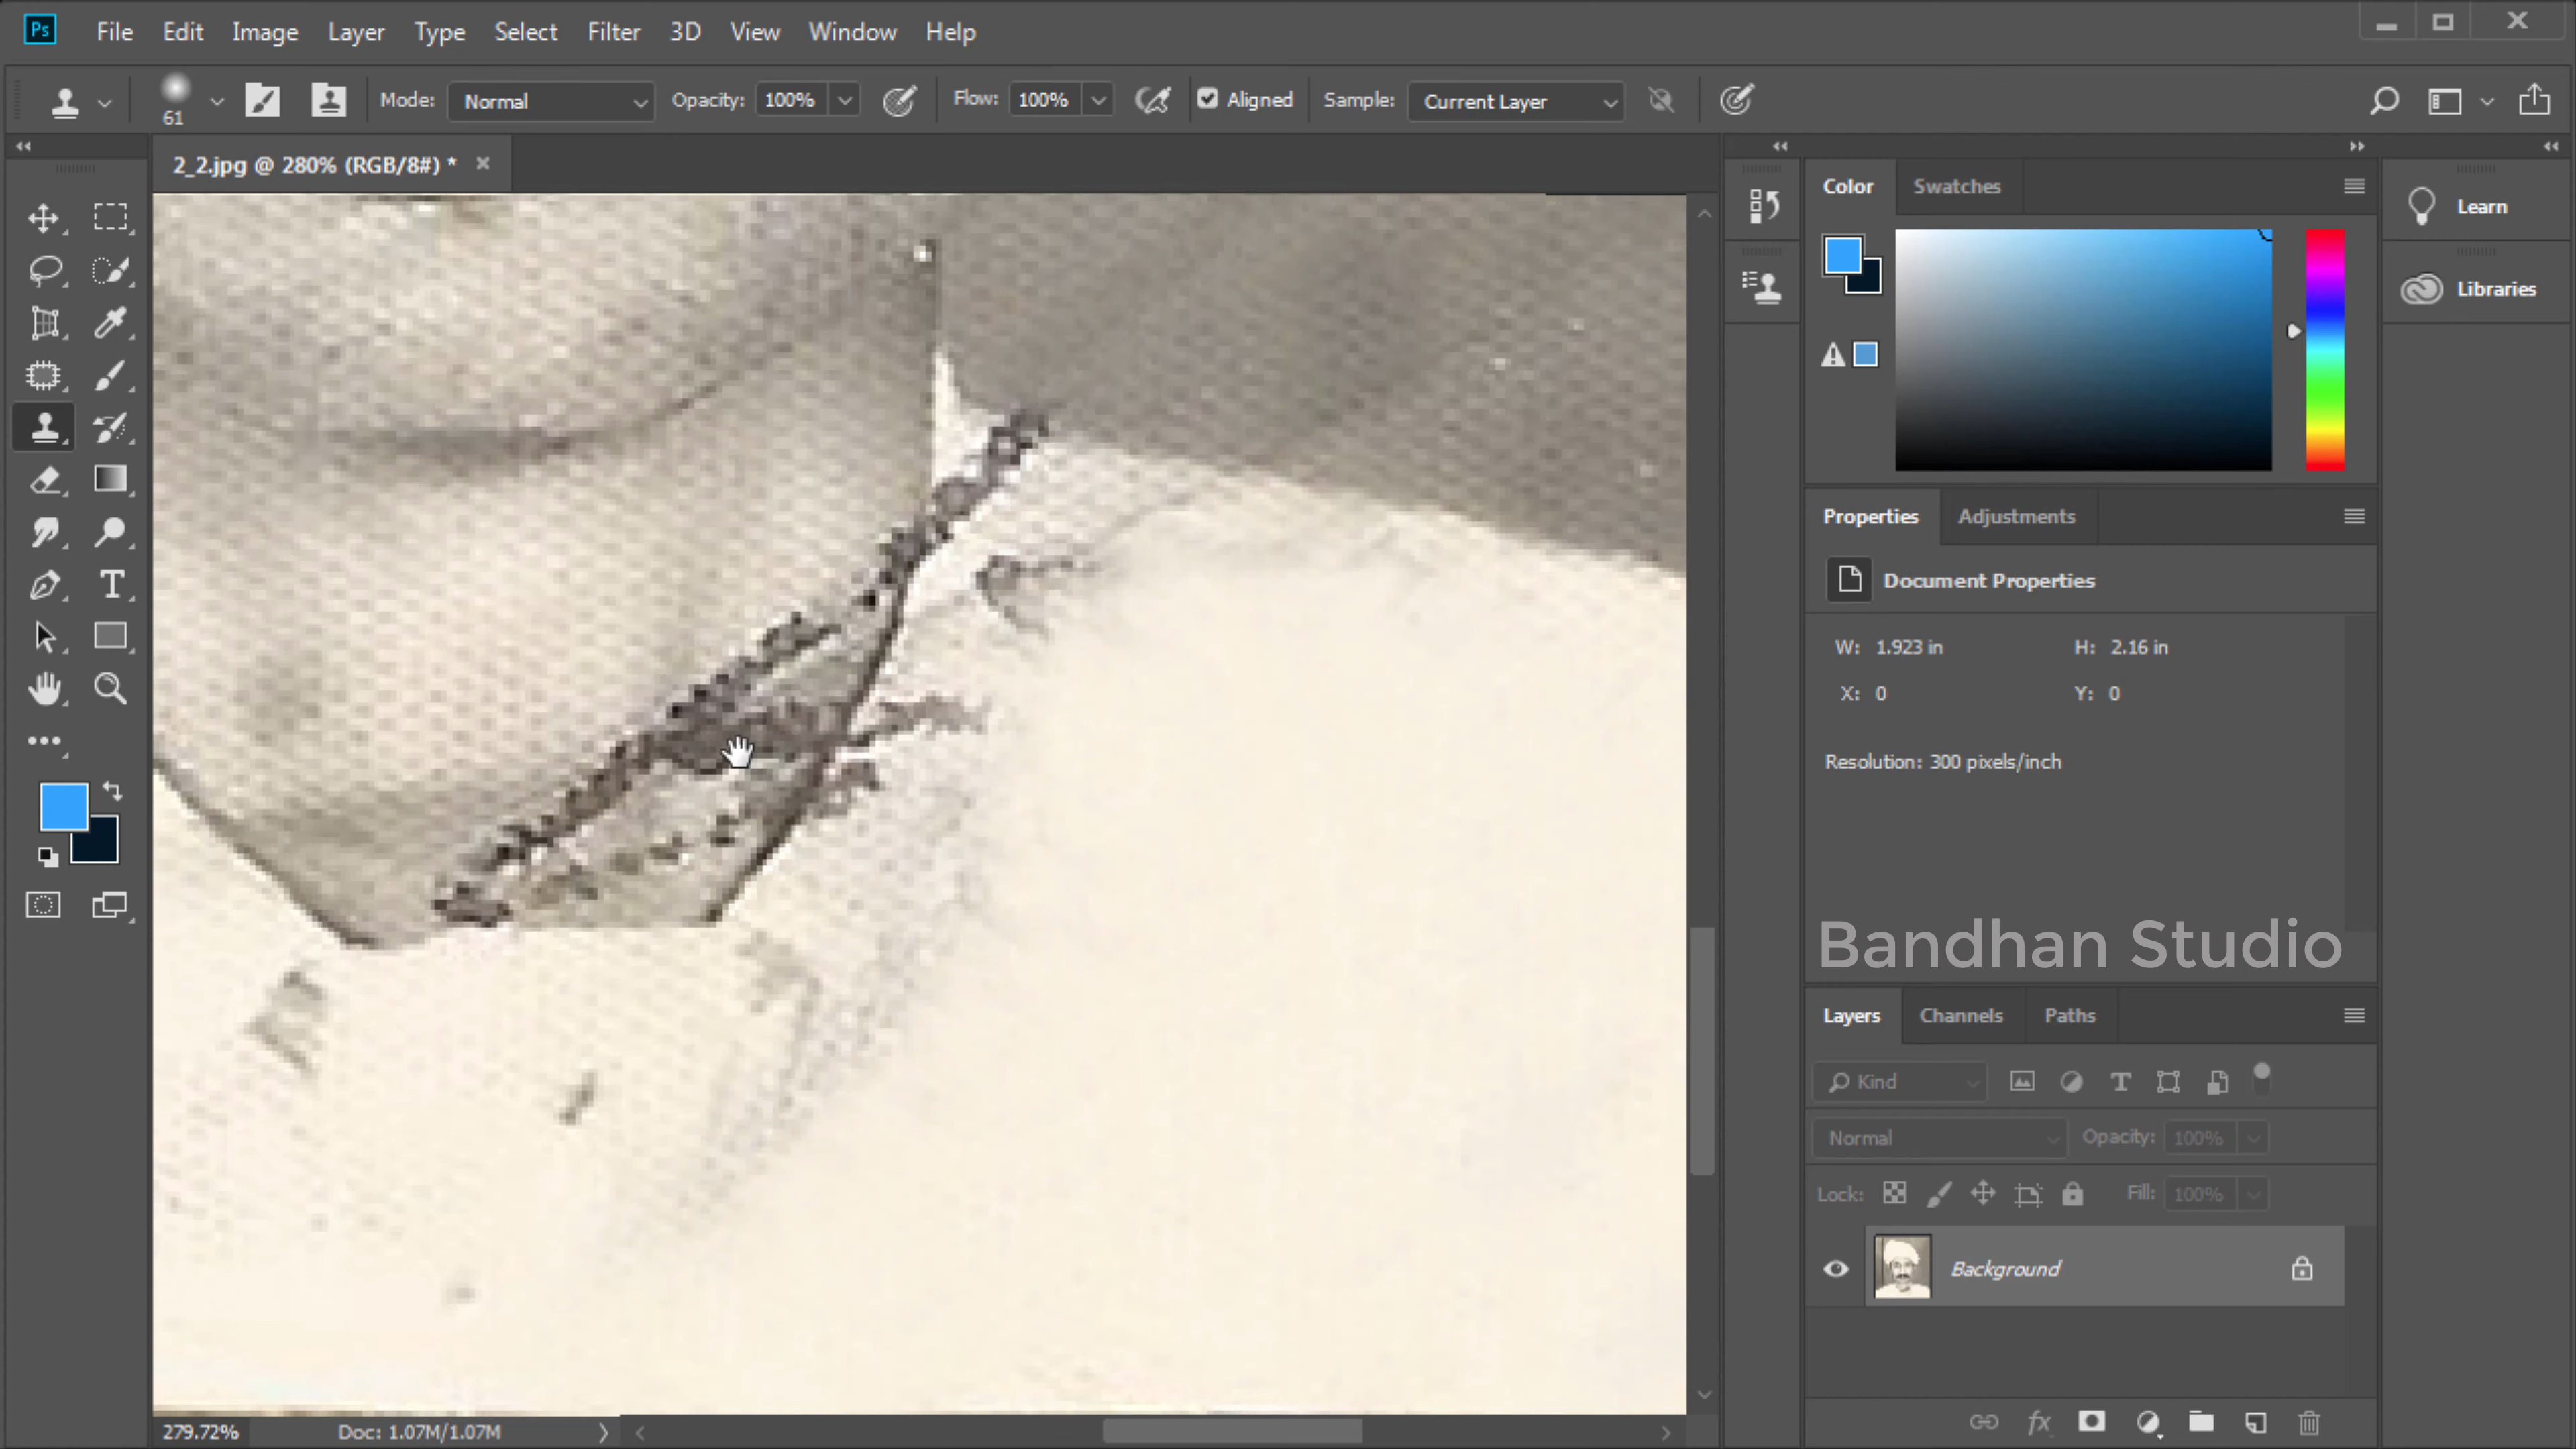 Ps File Edit Image Layer Type Select Filter 3D View Window Help
61 Mode: Normal Opacity: 100% Flow: 100% Aligned Sample: Current Layer
2_2.jpg @ 280% (RGB/8#) *
Color Swatches
Learn
Libraries
Properties Adjustments
Document Properties
W: 1.923 in H: 2.16 in
X: 0 Y: 0
Resolution: 300 pixels/inch
Bandhan Studio
Layers Channels Paths
Kind
Normal Opacity: 100%
Lock: Fill: 100%
Background
fx
279.72% Doc: 1.07M/1.07M